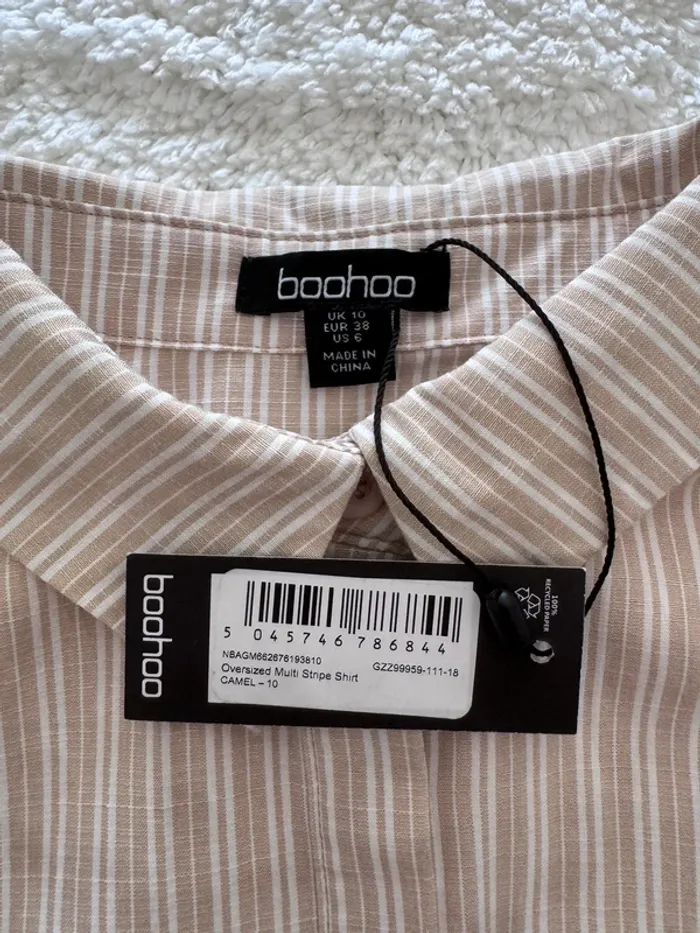 boohoo
UK 10
EUR 38
US 6
MADE IN
CHINA
boohoo
5 045746 786844
NBAGM662676193810
GZZ99959-111-18
Oversized Multi Stripe Shirt
CAMEL – 10
100%
RECYCLED PAPER